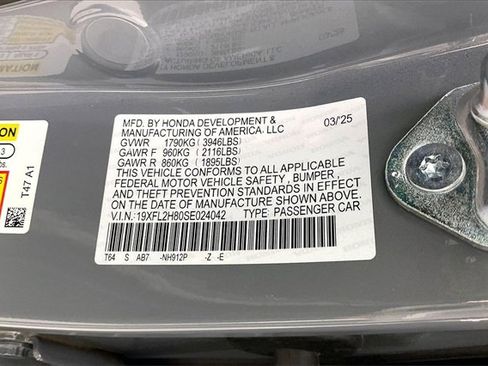 MFD. BY HONDA DEVELOPMENT & 03/25
MANUFACTURING OF AMERICA, LLC
GVWR 1790KG (3946LBS)
GAWR F 960KG (2116LBS)
GAWR R 860KG (1895LBS)
THIS VEHICLE CONFORMS TO ALL APPLICABLE
FEDERAL MOTOR VEHICLE SAFETY, BUMPER,
AND THEFT PREVENTION STANDARDS IN EFFECT
ON THE DATE OF MANUFACTURE SHOWN ABOVE.
V.I.N.: 19XFL2H80SE024042 TYPE: PASSENGER CAR
T64 S AB7 -NH912P -Z -E
ION
3
T47 A1